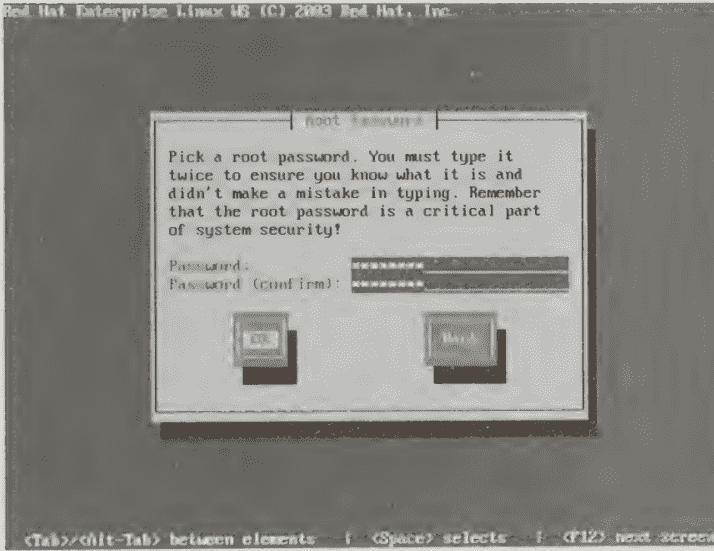 Red Hat Enterprise Linux WS (C) 2003 Red Hat, Inc.
Root Password
Pick a root password. You must type it
twice to ensure you know what it is and
didn't make a mistake in typing. Remember
that the root password is a critical part
of system security!
Password: ********
Password (confirm): ********
OK Back
<Tab>/<Alt-Tab> between elements | <Space> selects | <F12> next screen